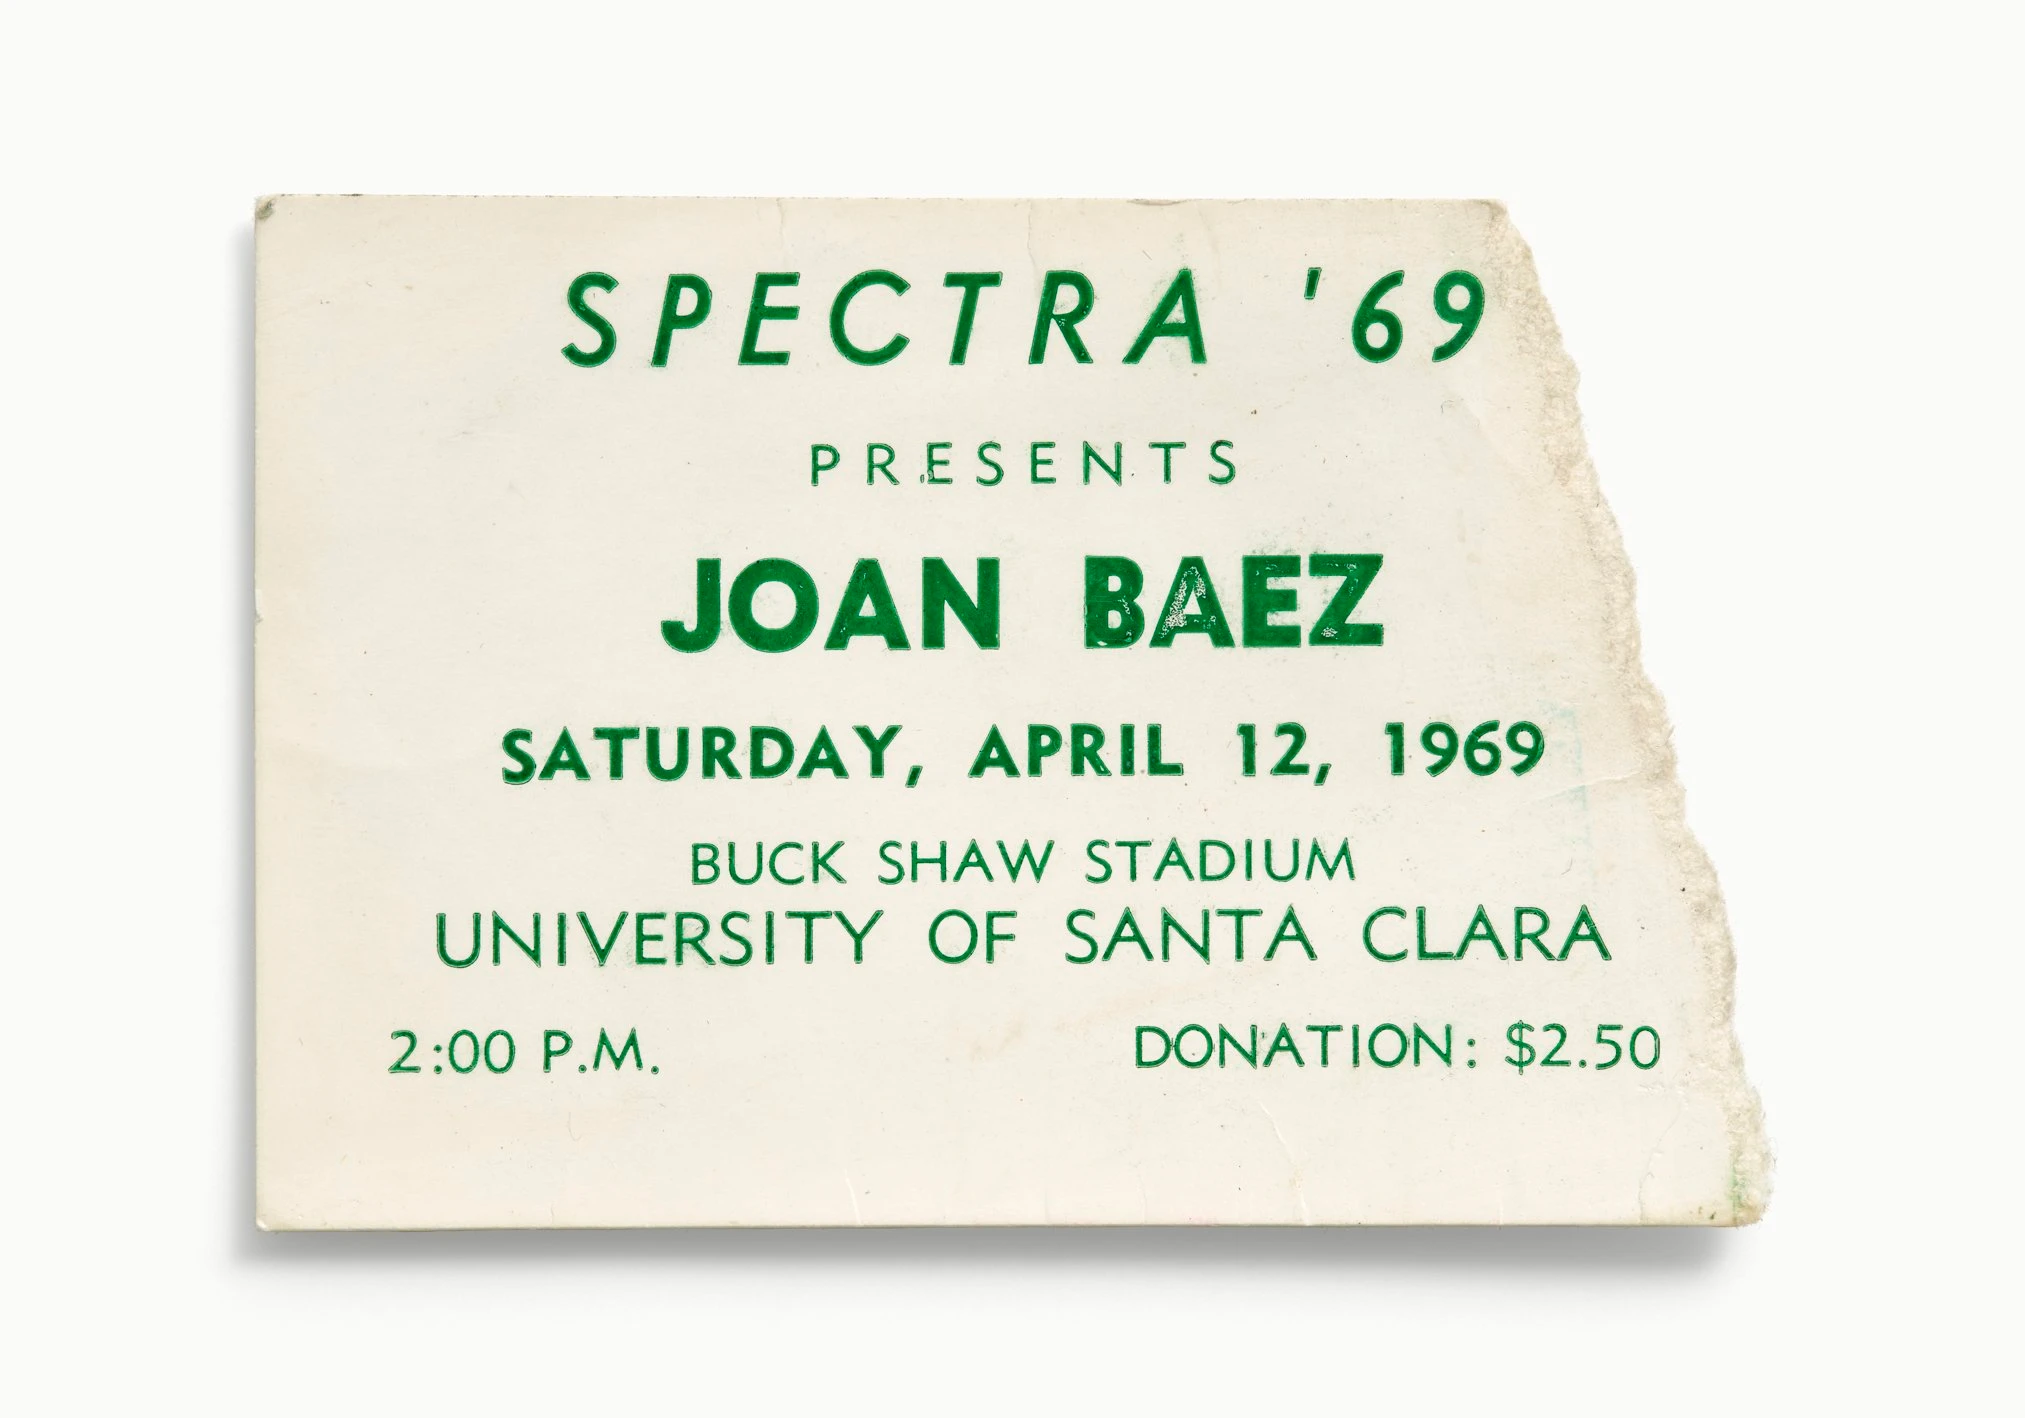 SPECTRA '69
PRESENTS
JOAN BAEZ
SATURDAY, APRIL 12, 1969
BUCK SHAW STADIUM
UNIVERSITY OF SANTA CLARA
2:00 P.M. DONATION: $2.50